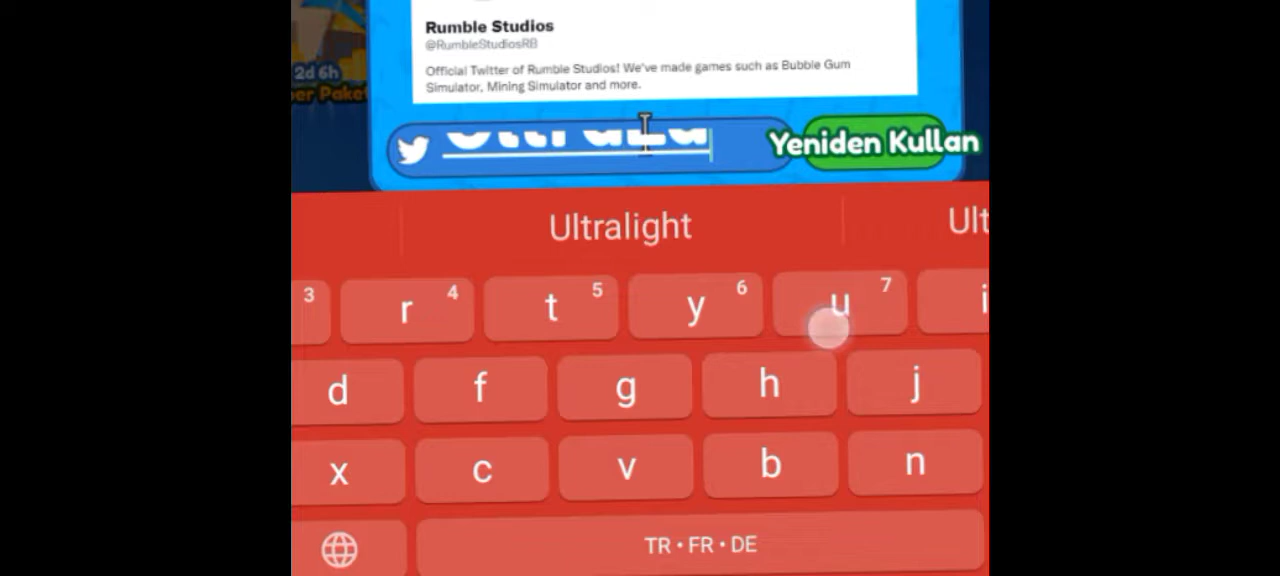 Rumble Studios
@RumbleStudiosRB
Official Twitter of Rumble Studios! We've made games such as Bubble Gum
Simulator, Mining Simulator and more.
2d 6h
Yeniden Kullan
Ultralight
Ult
3 r 4 t 5 y 6 u 7 i
d f g h j
x c v b n
TR • FR • DE